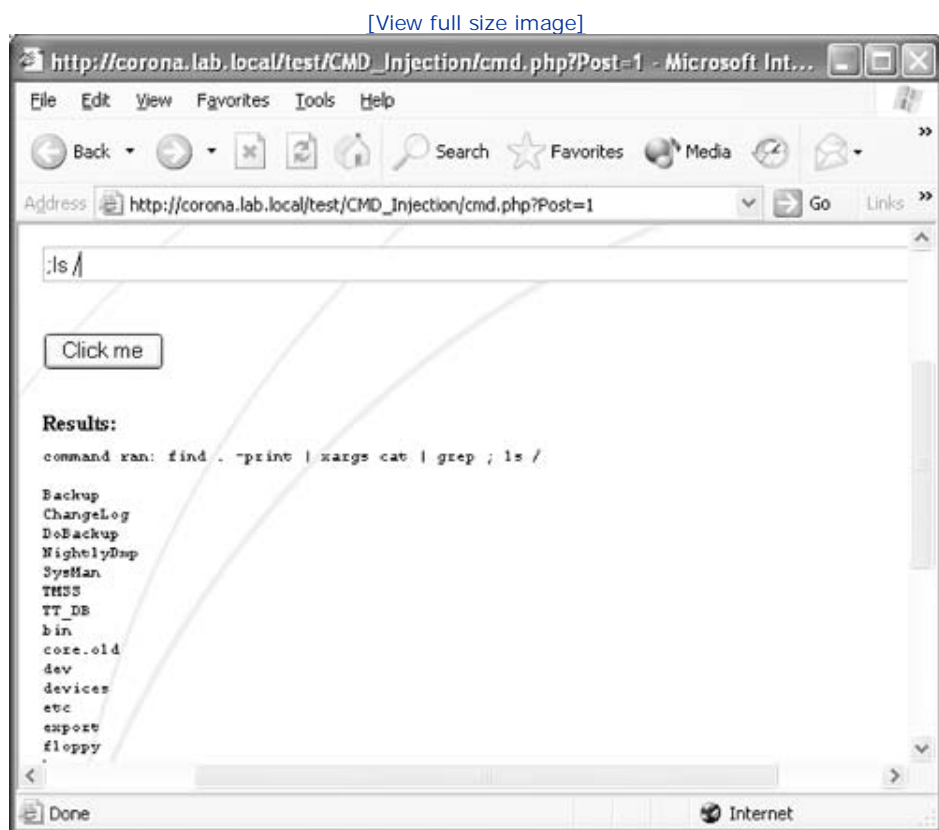 [View full size image]
http://corona.lab.local/test/CMD_Injection/cmd.php?Post=1 - Microsoft Int...
File Edit View Favorites Tools Help
Back Search Favorites Media »
Address http://corona.lab.local/test/CMD_Injection/cmd.php?Post=1 Go Links »
;ls /
Click me
Results:
command ran: find . -print | xargs cat | grep ; ls /
Backup
ChangeLog
DoBackup
NightlyDmp
SysMan
TMSS
TT_DB
bin
core.old
dev
devices
etc
export
floppy
Done Internet